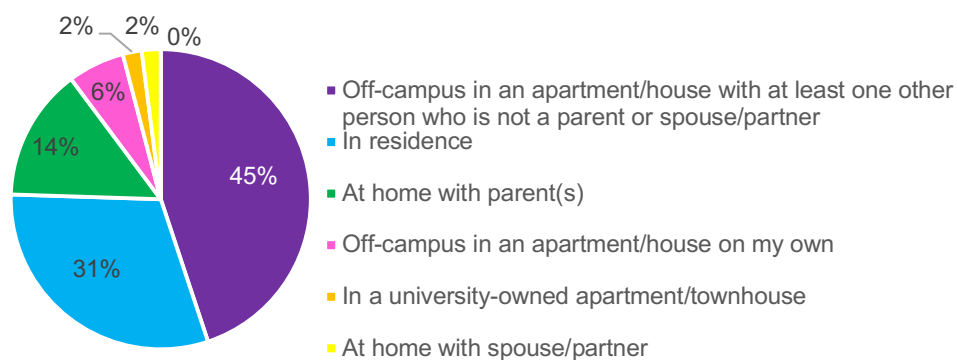 2%
2%
0%
6%
14%
45%
31%
Off-campus in an apartment/house with at least one other
person who is not a parent or spouse/partner
In residence
At home with parent(s)
Off-campus in an apartment/house on my own
In a university-owned apartment/townhouse
At home with spouse/partner